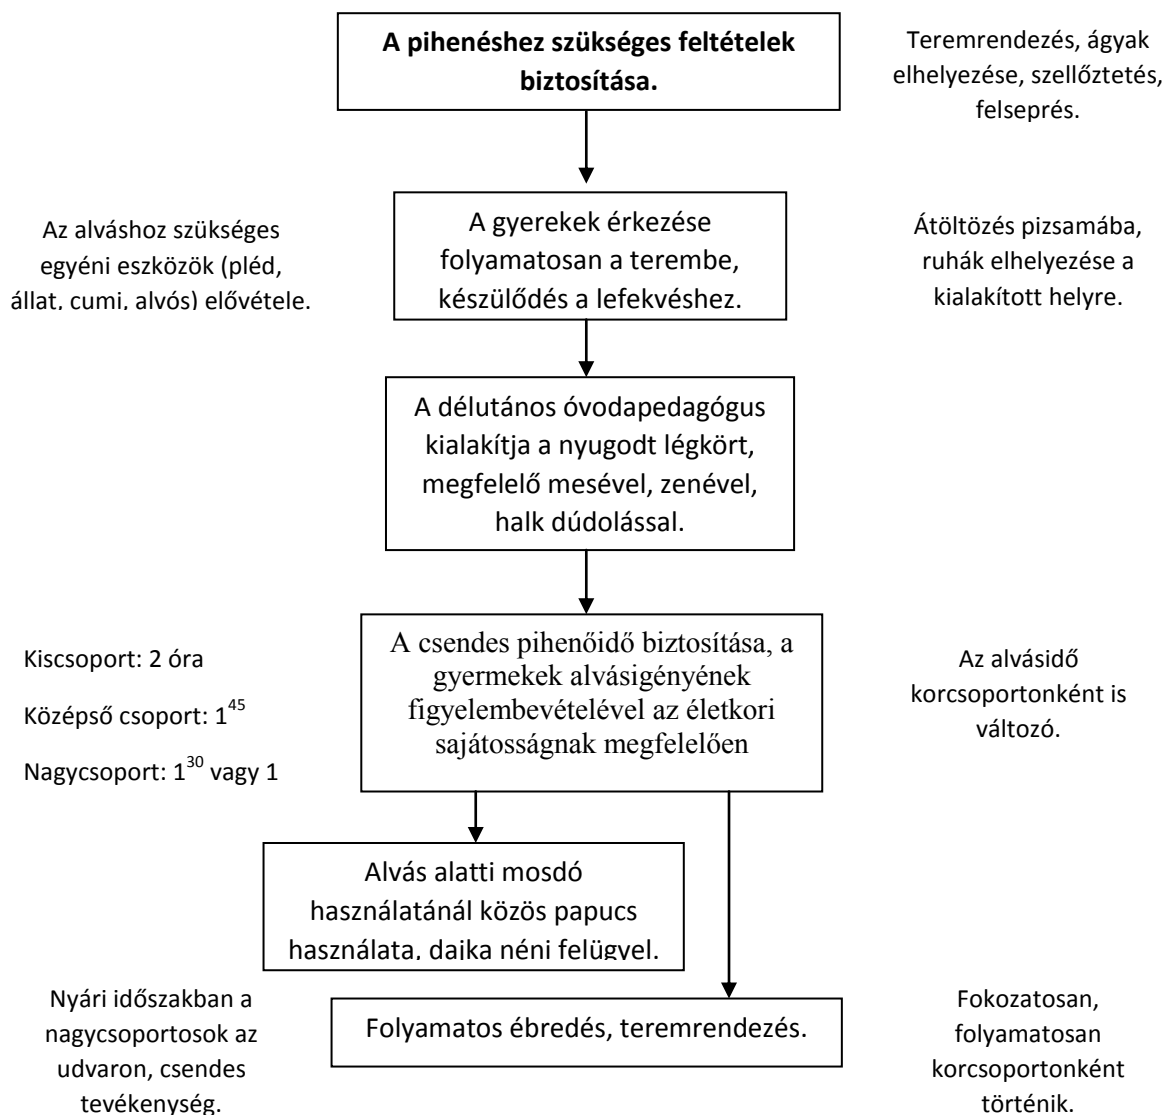 A pihenéshez szükséges feltételek
biztosítása.
Teremrendezés, ágyak
elhelyezése, szellőztetés,
felseprés.
Az alváshoz szükséges
egyéni eszközök (pléd,
állat, cumi, alvós) elővétele.
A gyerekek érkezése
folyamatosan a terembe,
készülődés a lefekvéshez.
Átöltözés pizsamába,
ruhák elhelyezése a
kialakított helyre.
A délutános óvodapedagógus
kialakítja a nyugodt légkört,
megfelelő mesével, zenével,
halk dúdolással.
Kiscsoport: 2 óra
Középső csoport: 1⁴⁵
Nagycsoport: 1³⁰ vagy 1
A csendes pihenőidő biztosítása, a
gyermekek alvásigényének
figyelembevételével az életkori
sajátosságnak megfelelően
Az alvásidő
korcsoportonként is
változó.
Alvás alatti mosdó
használatánál közös papucs
használata, dajka néni felügyel.
Nyári időszakban a
nagycsoportosok az
udvaron, csendes
tevékenység.
Folyamatos ébredés, teremrendezés.
Fokozatosan,
folyamatosan
korcsoportonként
történik.